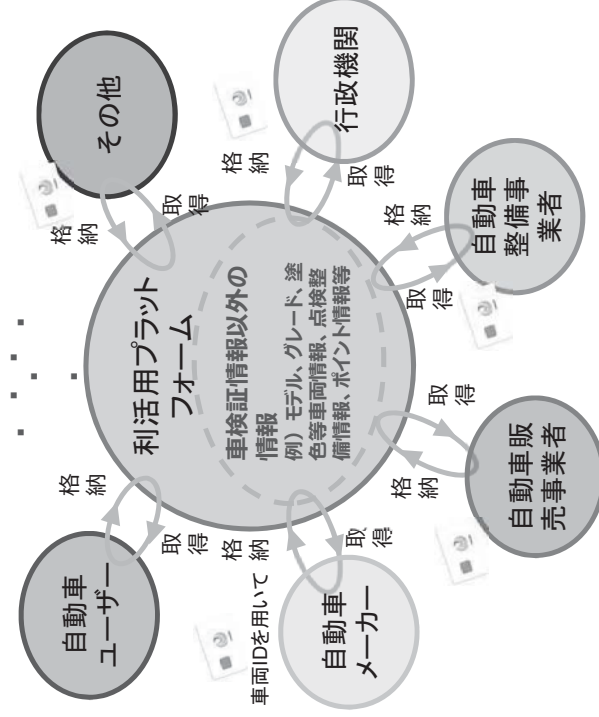 利活用プラット
フォーム
車検証情報以外の
情報
例）モデル、グレード、塗
色等車両情報、点検整
備情報、ポイント情報等
自動車
ユーザー
格
納
取
得
その他
格
納
取
得
行政機関
格
納
取
得
自動車
整備事
業者
格
納
取
得
自動車販
売事業者
格
納
取
得
自動車
メーカー
車両IDを用いて
格
納
取
得